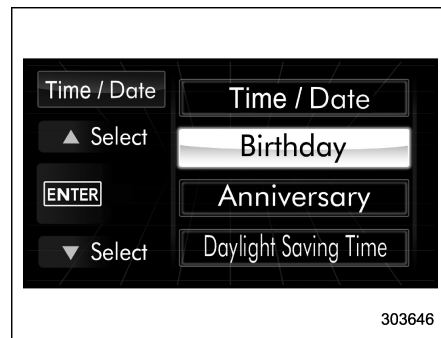 Time / Date
▲ Select
ENTER
▼ Select
Time / Date
Birthday
Anniversary
Daylight Saving Time
303646